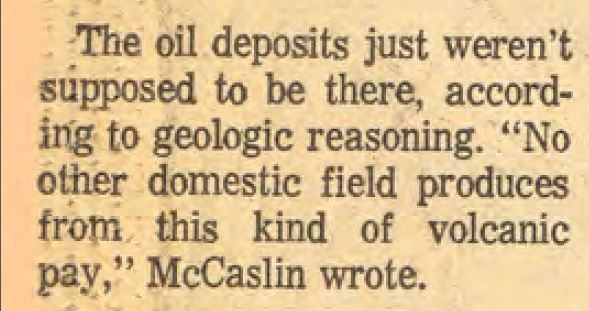 The oil deposits just weren't
supposed to be there, accord-
ing to geologic reasoning. “No
other domestic field produces
from this kind of volcanic
pay,” McCaslin wrote.